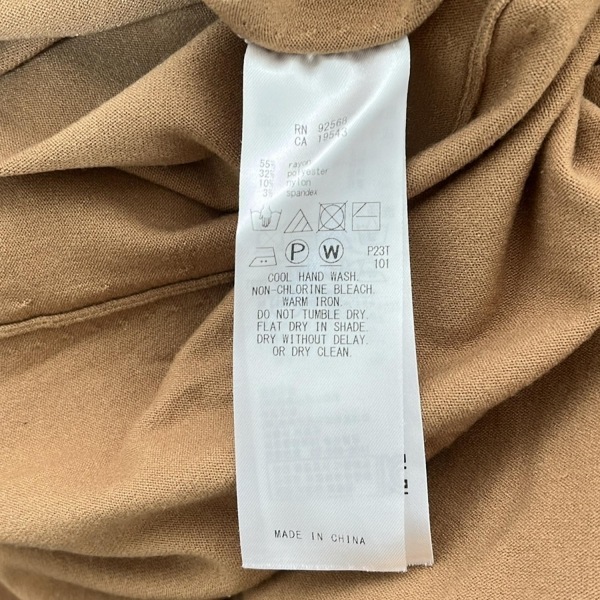 RN 92568
CA 19543
55% rayon
32% polyester
10% nylon
3% spandex
P W P23T
101
COOL HAND WASH.
NON-CHLORINE BLEACH.
WARM IRON.
DO NOT TUMBLE DRY.
FLAT DRY IN SHADE.
DRY WITHOUT DELAY.
OR DRY CLEAN.
MADE IN CHINA